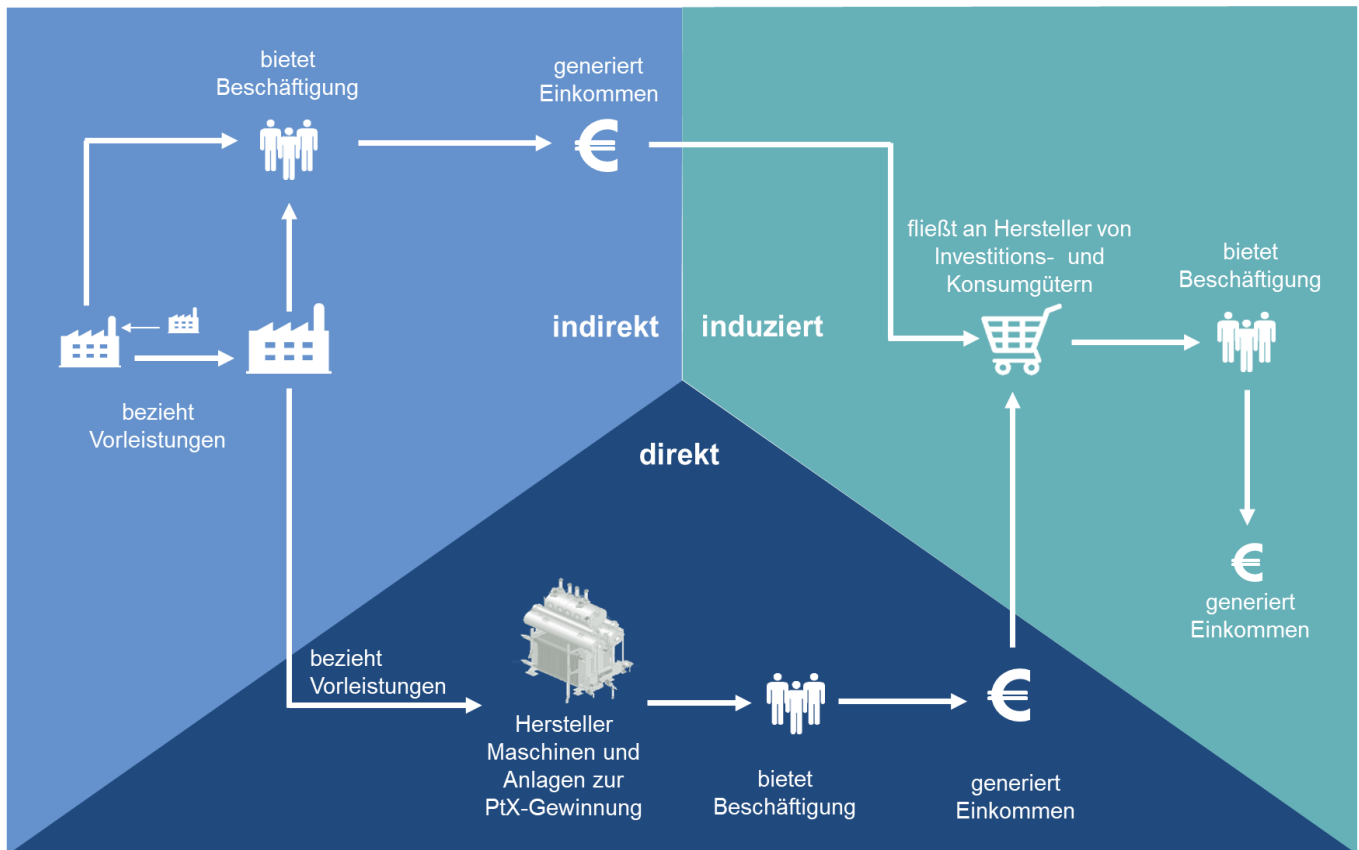 bietet
Beschäftigung
generiert
Einkommen
€
fließt an Hersteller von
Investitions- und
Konsumgütern
bietet
Beschäftigung
indirekt
induziert
bezieht
Vorleistungen
direkt
€
generiert
Einkommen
bezieht
Vorleistungen
Hersteller
Maschinen und
Anlagen zur
PtX-Gewinnung
bietet
Beschäftigung
€
generiert
Einkommen